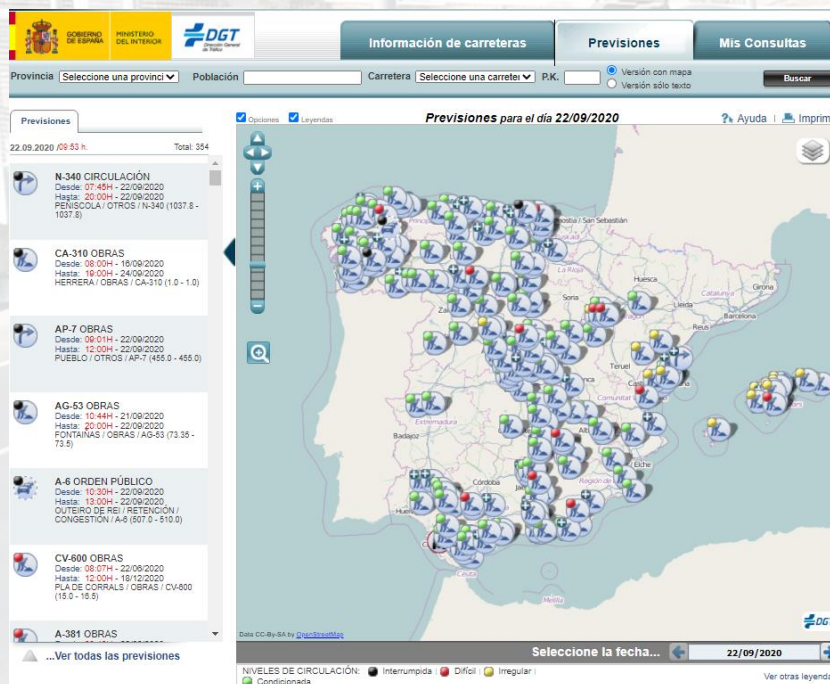 GOBIERNO
DE ESPAÑA
MINISTERIO
DEL INTERIOR
DGT
Dirección General
de Tráfico
Información de carreteras
Previsiones
Mis Consultas
Provincia Seleccione una provinci Población Carretera Seleccione una carreter P.K. Versión con mapa
Versión sólo texto
Buscar
Previsiones
22.09.2020 /09:53 h. Total: 354
N-340 CIRCULACIÓN
Desde: 07:45H - 22/09/2020
Hasta: 20:00H - 22/09/2020
PEÑISCOLA / OTROS / N-340 (1037.8 -
1037.8)
CA-310 OBRAS
Desde: 08:00H - 16/09/2020
Hasta: 19:00H - 24/09/2020
HERRERA / OBRAS / CA-310 (1.0 - 1.0)
AP-7 OBRAS
Desde: 09:01H - 22/09/2020
Hasta: 12:00H - 22/09/2020
PUEBLO / OTROS / AP-7 (455.0 - 455.0)
AG-53 OBRAS
Desde: 10:44H - 21/09/2020
Hasta: 20:00H - 22/09/2020
FONTAIÑAS / OBRAS / AG-53 (73.35 -
73.5)
A-6 ORDEN PÚBLICO
Desde: 10:30H - 22/09/2020
Hasta: 13:00H - 22/09/2020
OUTEIRO DE REI / RETENCIÓN /
CONGESTIÓN / A-6 (507.0 - 510.0)
CV-600 OBRAS
Desde: 08:07H - 22/06/2020
Hasta: 12:00H - 18/12/2020
PLA DE CORRALS / OBRAS / CV-600
(15.0 - 16.5)
A-381 OBRAS
...Ver todas las previsiones
Opciones Leyendas Previsiones para el día 22/09/2020 Ayuda | Imprim
San Sebastián
Euskadi
La Rioja
Huesca
Soria
Catalunya
Girona
Lleida
Barcelona
Reus
Teruel
Comunitat
Extremadura
Badajoz
Elche
Región de
Córdoba
Ceuta
Melilla
Data CC-By-SA by OpenStreetMap
DGT
Seleccione la fecha... 22/09/2020
NIVELES DE CIRCULACIÓN: Interrumpida | Difícil | Irregular |
Condicionada
Ver otras leyenda